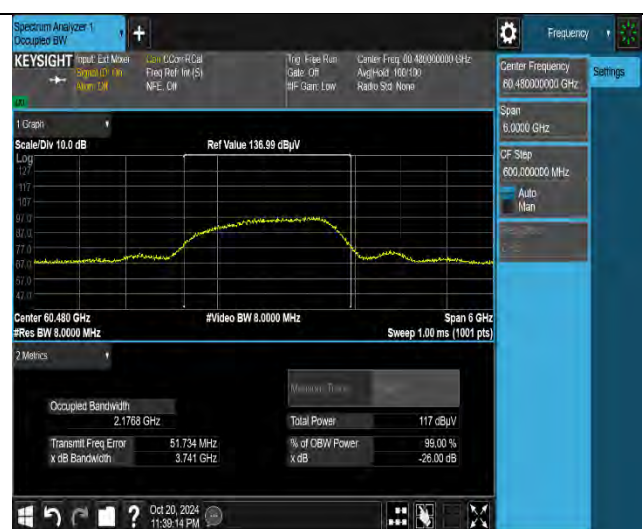 Spectrum Analyzer 1
Occupied BW
+
Frequency
KEYSIGHT Input: Ext Mixer
Signal ID: On
Atten: Off
Corr RCal
Freq Ref: Int (S)
NFE: Off
Trig: Free Run
Gate: Off
#IF Gain: Low
Center Freq: 60.480000000 GHz
Avg|Hold: 100/100
Radio Std: None
Center Frequency
60.480000000 GHz
Settings
Span
6.0000 GHz
CF Step
600.000000 MHz
Auto
Man
1 Graph
Scale/Div 10.0 dB
Ref Value 136.99 dBµV
Log
127
117
107
97.0
87.0
77.0
67.0
57.0
47.0
Center 60.480 GHz
#Video BW 8.0000 MHz
Span 6 GHz
#Res BW 8.0000 MHz
Sweep 1.00 ms (1001 pts)
2 Metrics
Occupied Bandwidth
2.1768 GHz
Total Power 117 dBµV
Transmit Freq Error 51.734 MHz
% of OBW Power 99.00 %
x dB Bandwidth 3.741 GHz
x dB -26.00 dB
?
Oct 20, 2024
11:39:14 PM